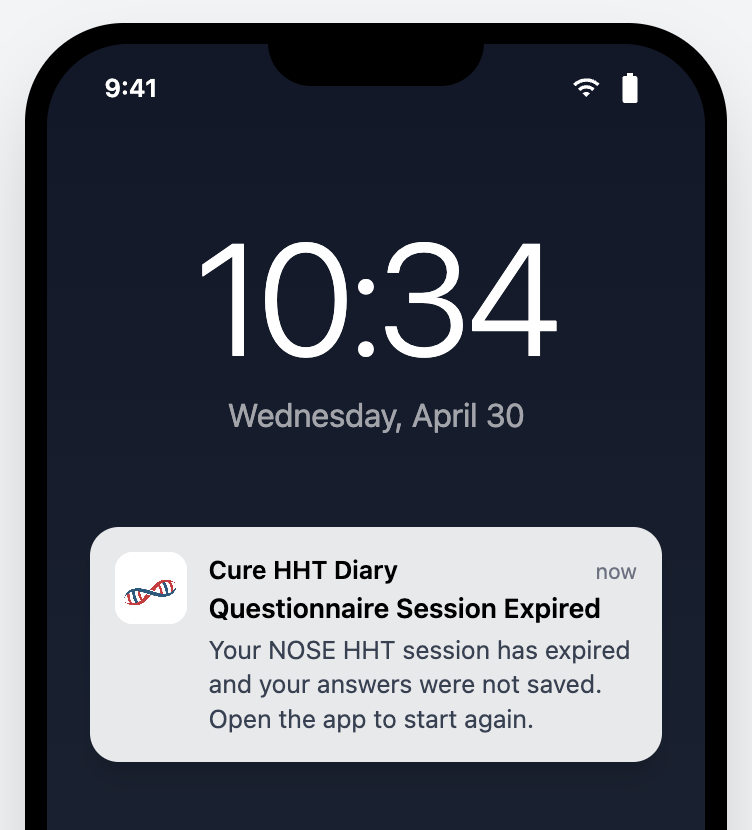 9:41
10:34
Wednesday, April 30
Cure HHT Diary
now
Questionnaire Session Expired
Your NOSE HHT session has expired
and your answers were not saved.
Open the app to start again.